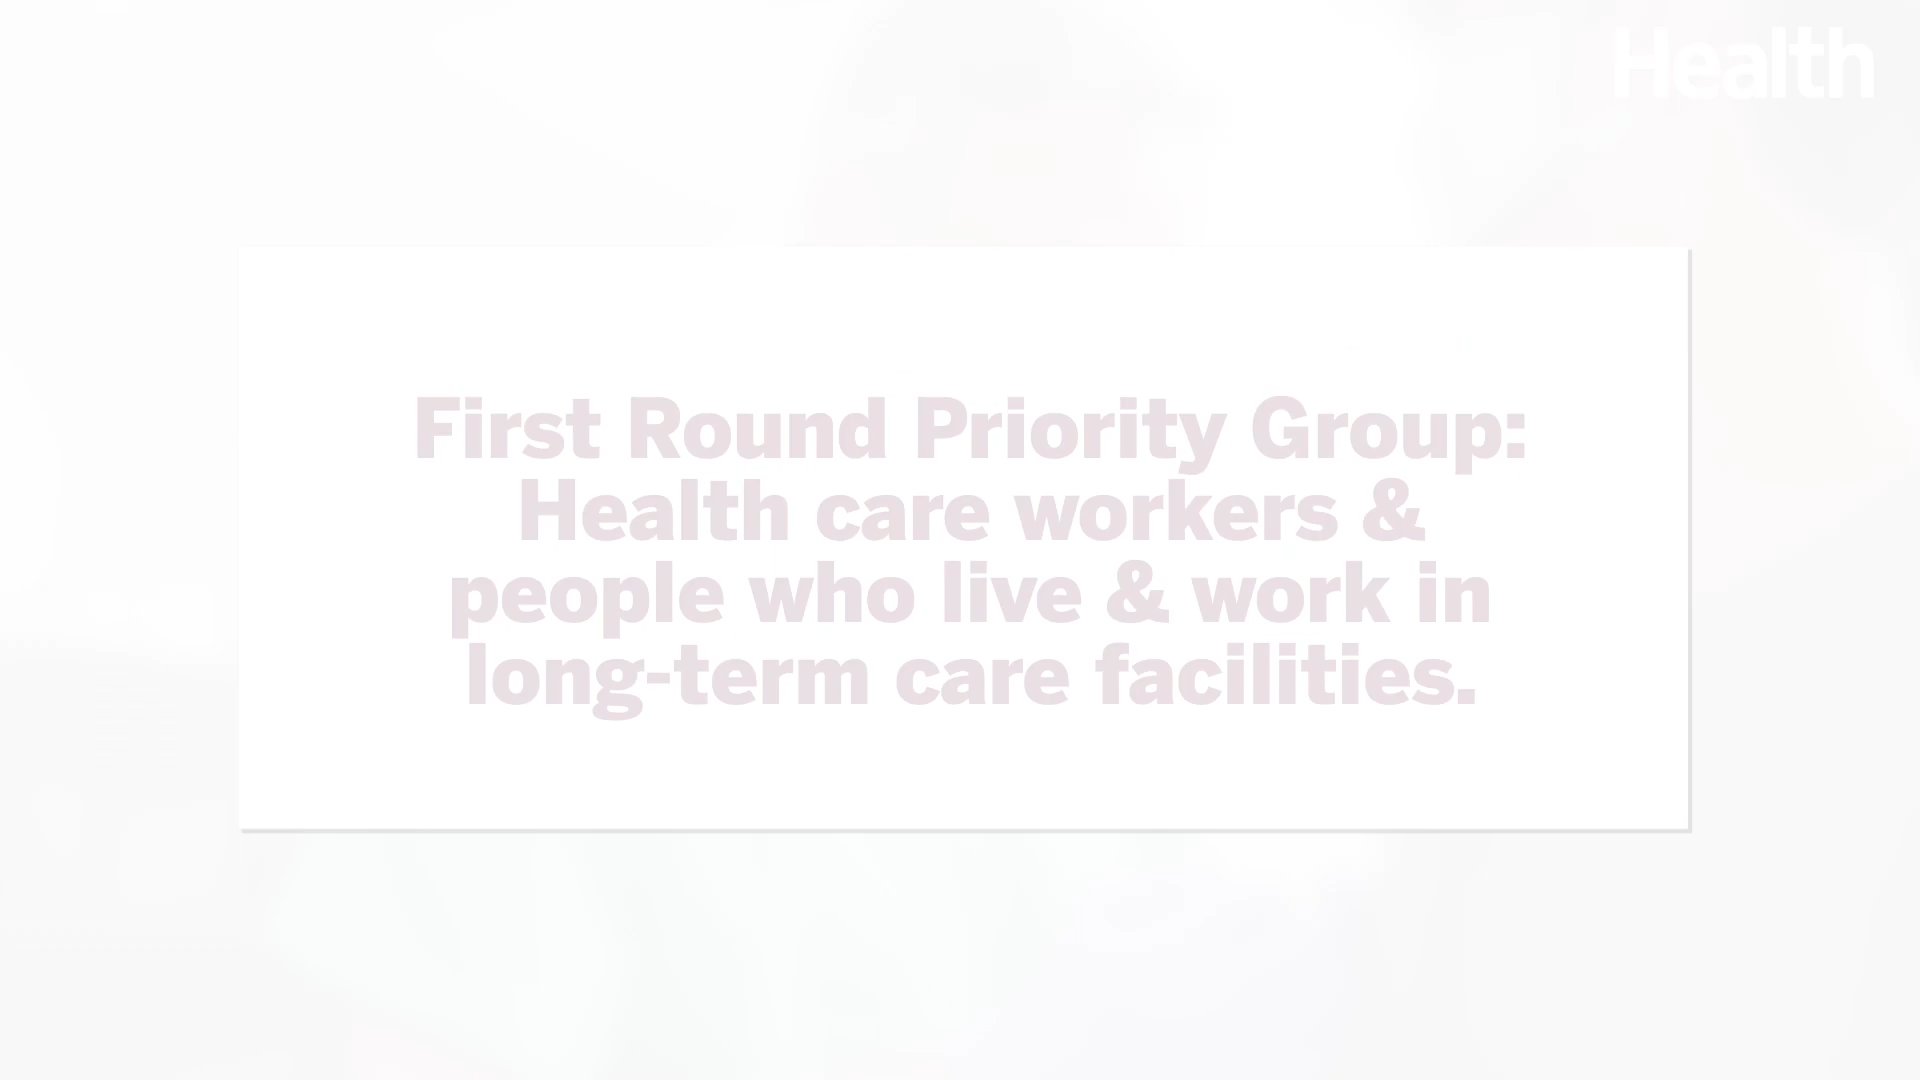 Health
First Round Priority Group:
Health care workers &
people who live & work in
long-term care facilities.